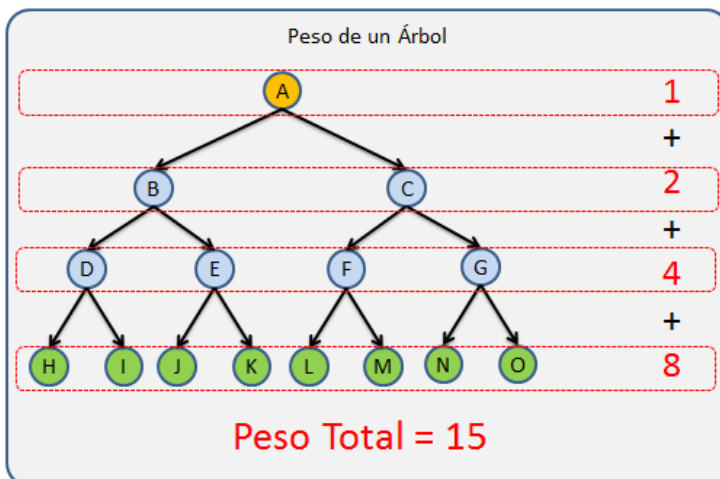 Peso de un Árbol
A 1
+
B C 2
+
D E F G 4
+
H I J K L M N O 8
Peso Total = 15